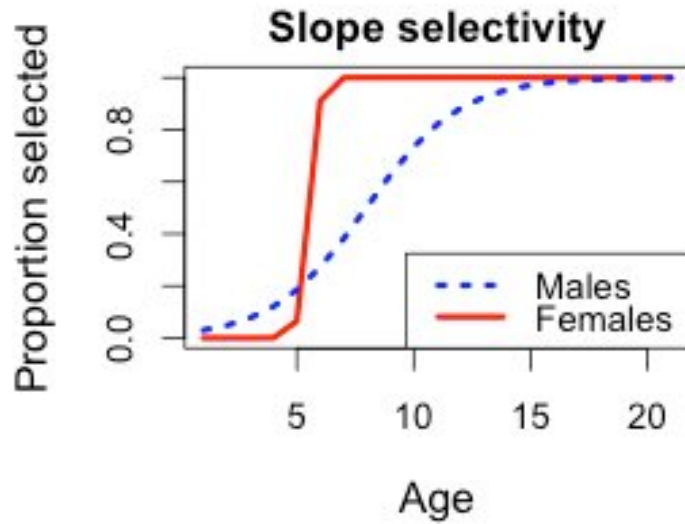 Slope selectivity
Proportion selected
0.8
0.4
0.0
Males
Females
5 10 15 20
Age